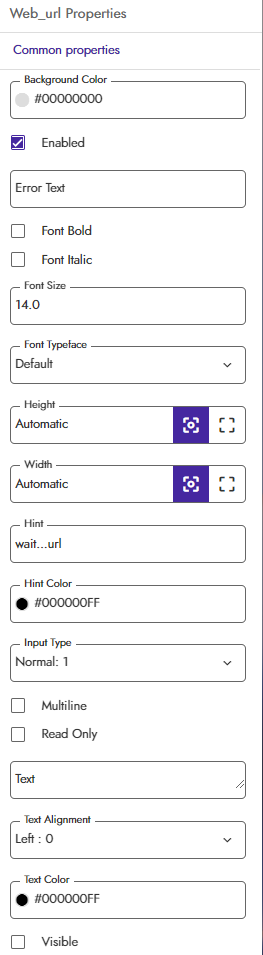 Web_url Properties
Common properties
Background Color
#00000000
Enabled
Error Text
Font Bold
Font Italic
Font Size
14.0
Font Typeface
Default
Height
Automatic
Width
Automatic
Hint
wait...url
Hint Color
#000000FF
Input Type
Normal: 1
Multiline
Read Only
Text
Text Alignment
Left : 0
Text Color
#000000FF
Visible